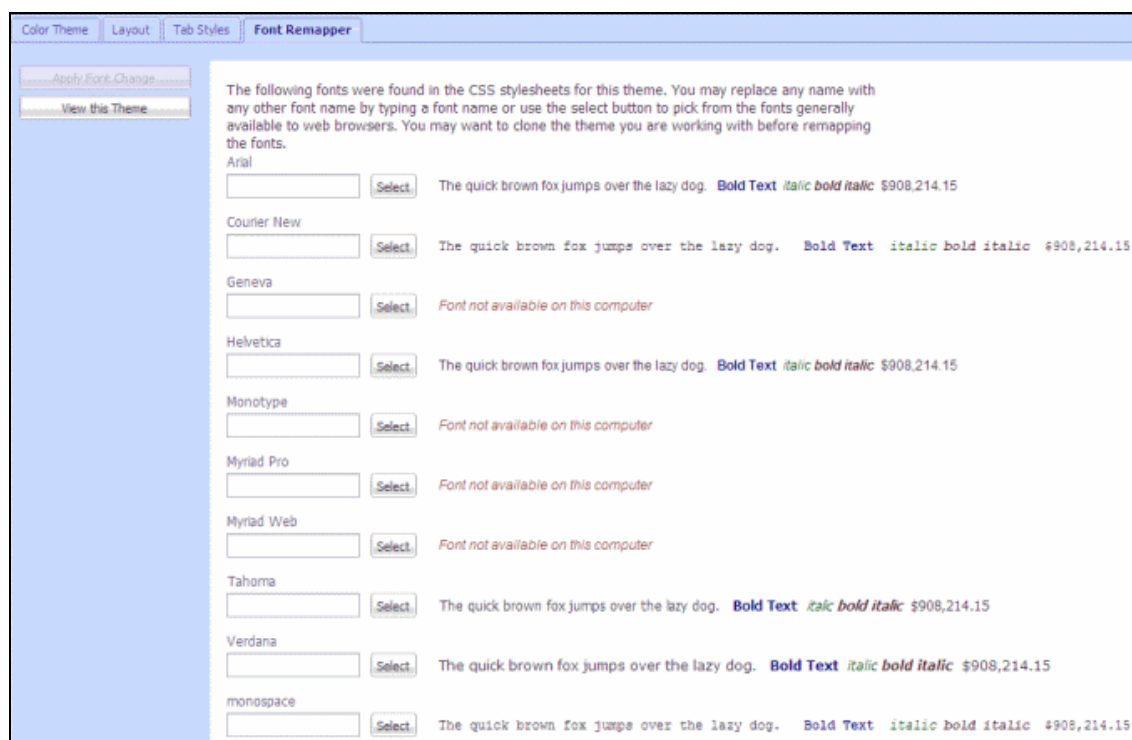 Color Theme Layout Tab Styles Font Remapper
Apply Font Change
View this Theme
The following fonts were found in the CSS stylesheets for this theme. You may replace any name with
any other font name by typing a font name or use the select button to pick from the fonts generally
available to web browsers. You may want to clone the theme you are working with before remapping
the fonts.
Arial
Select The quick brown fox jumps over the lazy dog. Bold Text italic bold italic $908,214.15
Courier New
Select The quick brown fox jumps over the lazy dog. Bold Text italic bold italic $908,214.15
Geneva
Select Font not available on this computer
Helvetica
Select The quick brown fox jumps over the lazy dog. Bold Text italic bold italic $908,214.15
Monotype
Select Font not available on this computer
Myriad Pro
Select Font not available on this computer
Myriad Web
Select Font not available on this computer
Tahoma
Select The quick brown fox jumps over the lazy dog. Bold Text italic bold italic $908,214.15
Verdana
Select The quick brown fox jumps over the lazy dog. Bold Text italic bold italic $908,214.15
monospace
Select The quick brown fox jumps over the lazy dog. Bold Text italic bold italic $908,214.15